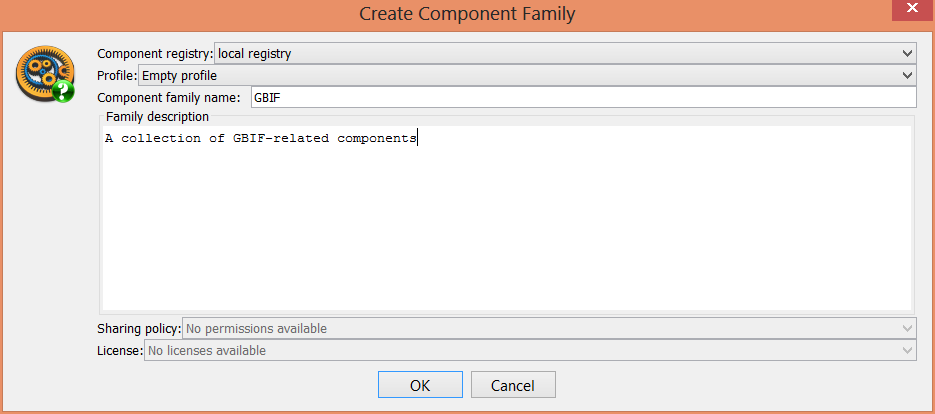 Create Component Family
Component registry: local registry
Profile: Empty profile
Component family name: GBIF
Family description
A collection of GBIF-related components
Sharing policy: No permissions available
License: No licenses available
OK Cancel